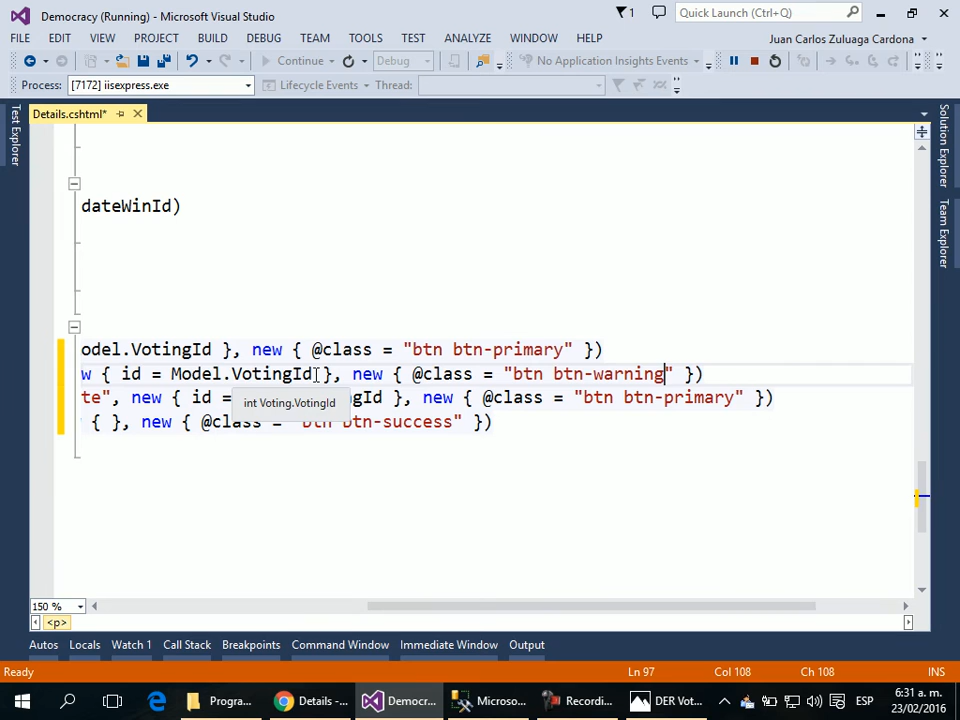 Democracy (Running) - Microsoft Visual Studio
1
Quick Launch (Ctrl+Q)
FILE EDIT VIEW PROJECT BUILD DEBUG TEAM TOOLS TEST ANALYZE WINDOW HELP
Juan Carlos Zuluaga Cardona
Continue
Debug
No Application Insights Events
Process: [7172] iisexpress.exe
Lifecycle Events
Thread:
Details.cshtml*
Test Explorer
Solution Explorer
Team Explorer
dateWinId)
odel.VotingId }, new { @class = "btn btn-primary" })
w { id = Model.VotingId }, new { @class = "btn btn-warning" })
te", new { id = gId }, new { @class = "btn btn-primary" })
int Voting.VotingId
{ }, new { @class = "btn btn-success" })
150 %
<p>
Autos Locals Watch 1 Call Stack Breakpoints Command Window Immediate Window Output
Ready
Ln 97
Col 108
Ch 108
INS
Progra...
Details -...
Democr...
Microso...
Recordi...
DER Vot...
ESP
6:31 a. m.
23/02/2016